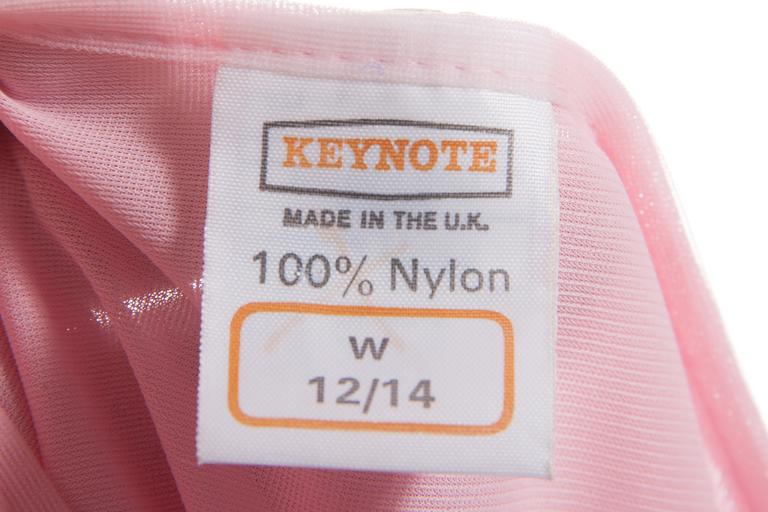 KEYNOTE
MADE IN THE U.K.
100% Nylon
W
12/14